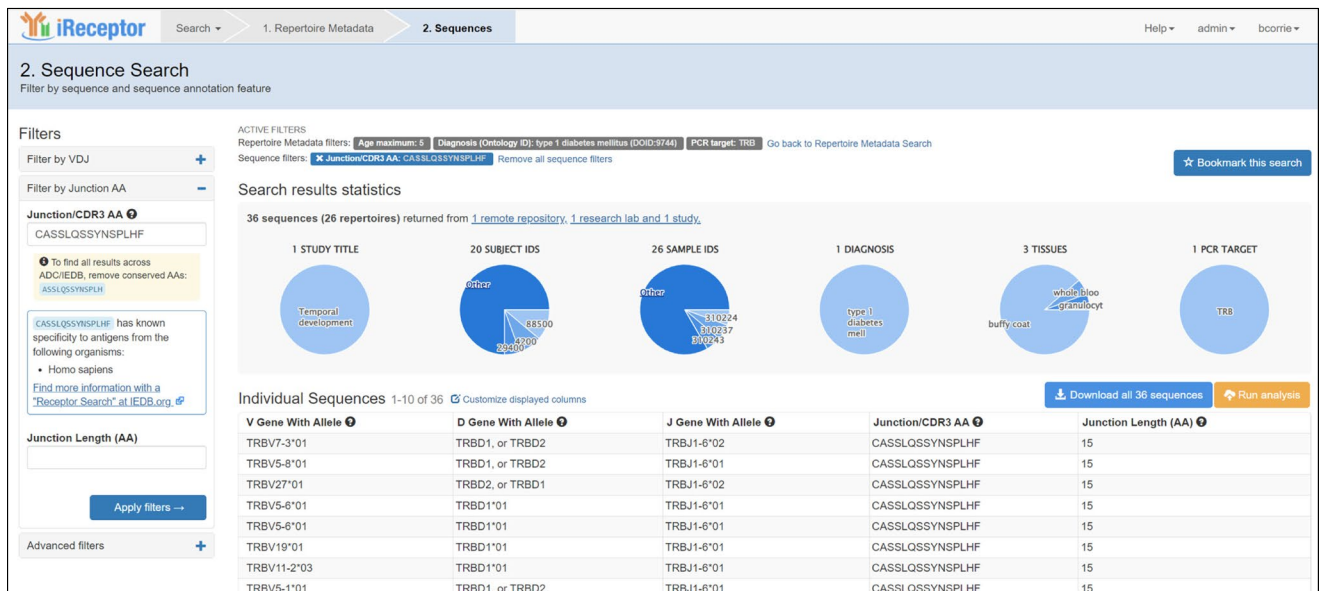 iReceptor Search 1. Repertoire Metadata 2. Sequences Help admin bcorrie
2. Sequence Search
Filter by sequence and sequence annotation feature
Filters
Filter by VDJ
Filter by Junction AA
Junction/CDR3 AA
CASSLQSSYNSPLHF
To find all results across
ADC/IEDB, remove conserved AAs:
ASSLQSSYNSPLH
CASSLQSSYNSPLHF has known
specificity to antigens from the
following organisms:
• Homo sapiens
Find more information with a
"Receptor Search" at IEDB.org
Junction Length (AA)
Apply filters →
Advanced filters
ACTIVE FILTERS
Repertoire Metadata filters: Age maximum: 5 Diagnosis (Ontology ID): type 1 diabetes mellitus (DOID:9744) PCR target: TRB Go back to Repertoire Metadata Search
Sequence filters: Junction/CDR3 AA: CASSLQSSYNSPLHF Remove all sequence filters
Bookmark this search
Search results statistics
36 sequences (26 repertoires) returned from 1 remote repository, 1 research lab and 1 study.
1 STUDY TITLE
Temporal
development
20 SUBJECT IDS
Other
88500
4200
29400
26 SAMPLE IDS
Other
310224
310237
310243
1 DIAGNOSIS
type 1
diabetes
mell
3 TISSUES
whole bloo
granulocyt
buffy coat
1 PCR TARGET
TRB
Individual Sequences 1-10 of 36 Customize displayed columns
Download all 36 sequences Run analysis
V Gene With Allele D Gene With Allele J Gene With Allele Junction/CDR3 AA Junction Length (AA)
TRBV7-3*01 TRBD1, or TRBD2 TRBJ1-6*02 CASSLQSSYNSPLHF 15
TRBV5-8*01 TRBD1, or TRBD2 TRBJ1-6*01 CASSLQSSYNSPLHF 15
TRBV27*01 TRBD2, or TRBD1 TRBJ1-6*02 CASSLQSSYNSPLHF 15
TRBV5-6*01 TRBD1*01 TRBJ1-6*01 CASSLQSSYNSPLHF 15
TRBV5-6*01 TRBD1*01 TRBJ1-6*01 CASSLQSSYNSPLHF 15
TRBV19*01 TRBD1*01 TRBJ1-6*01 CASSLQSSYNSPLHF 15
TRBV11-2*03 TRBD1*01 TRBJ1-6*01 CASSLQSSYNSPLHF 15
TRBV5-1*01 TRBD1, or TRBD2 TRBJ1-6*01 CASSLQSSYNSPLHF 15